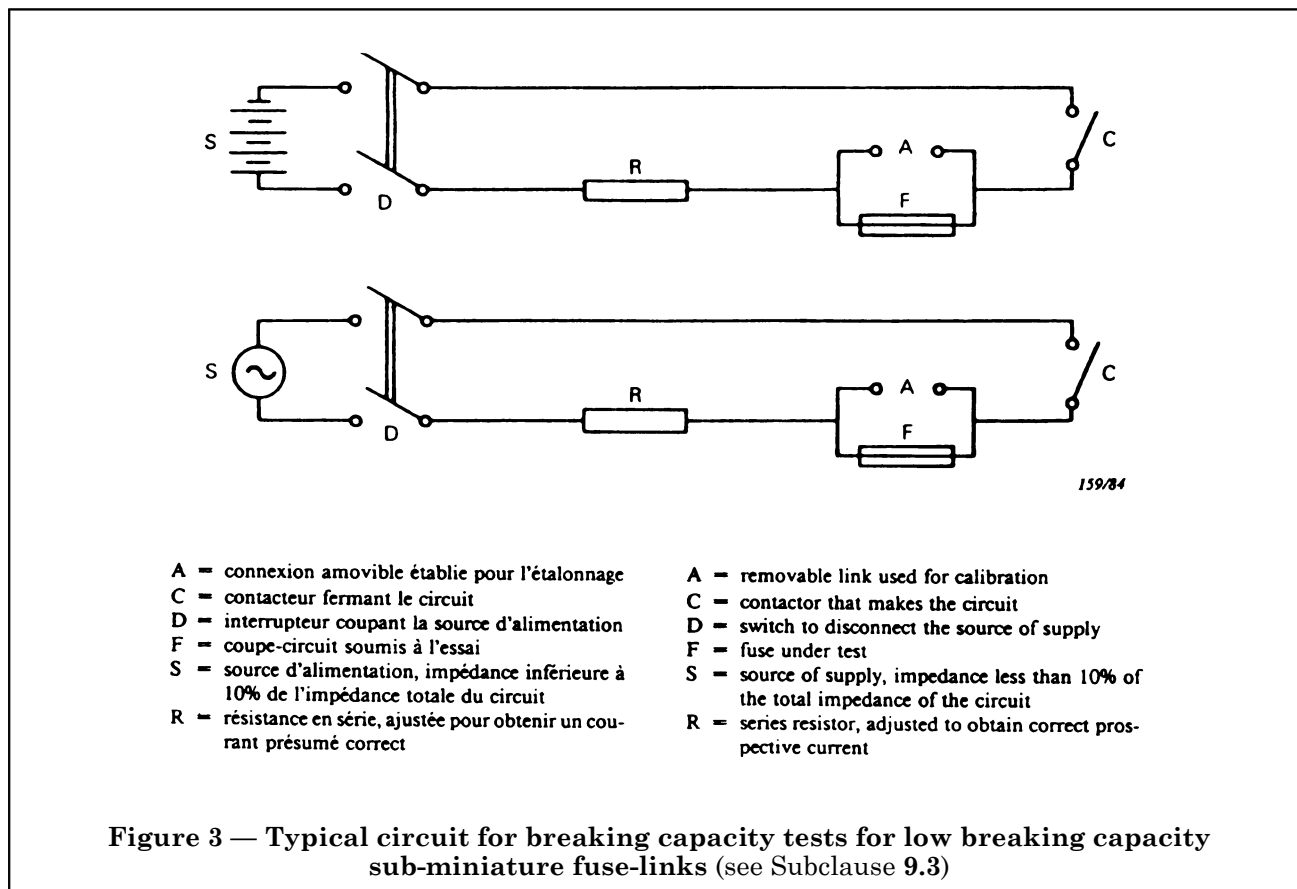 S
D
R
A
F
C
S
D
R
A
F
C
159/84
A = connexion amovible établie pour l'étalonnage
C = contacteur fermant le circuit
D = interrupteur coupant la source d'alimentation
F = coupe-circuit soumis à l'essai
S = source d'alimentation, impédance inférieure à
10% de l'impédance totale du circuit
R = résistance en série, ajustée pour obtenir un cou-
rant présumé correct
A = removable link used for calibration
C = contactor that makes the circuit
D = switch to disconnect the source of supply
F = fuse under test
S = source of supply, impedance less than 10% of
the total impedance of the circuit
R = series resistor, adjusted to obtain correct pros-
pective current
Figure 3 — Typical circuit for breaking capacity tests for low breaking capacity
sub-miniature fuse-links (see Subclause 9.3)